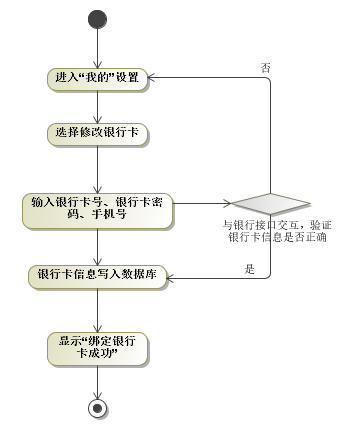 否
进入“我的”设置
选择修改银行卡
输入银行卡号、银行卡密
码、手机号
与银行接口交互，验证
银行卡信息是否正确
是
银行卡信息写入数据库
显示“绑定银行
卡成功”